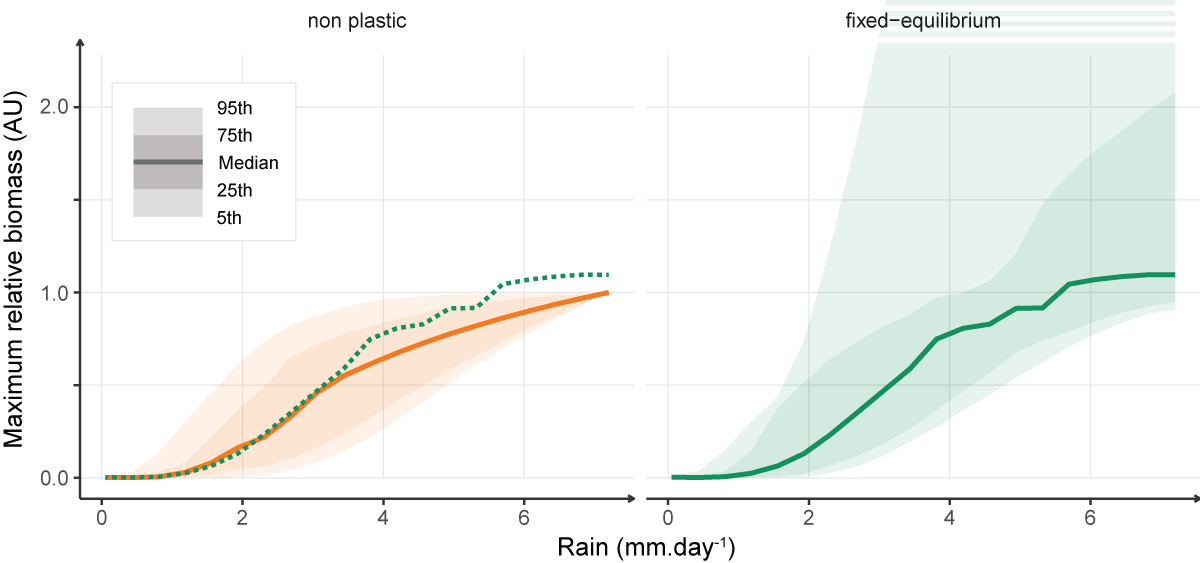 non plastic
fixed−equilibrium
Maximum relative biomass (AU)
2.0
1.0
0.0
95th
75th
Median
25th
5th
0
2
4
6
0
2
4
6
Rain (mm.day-1)